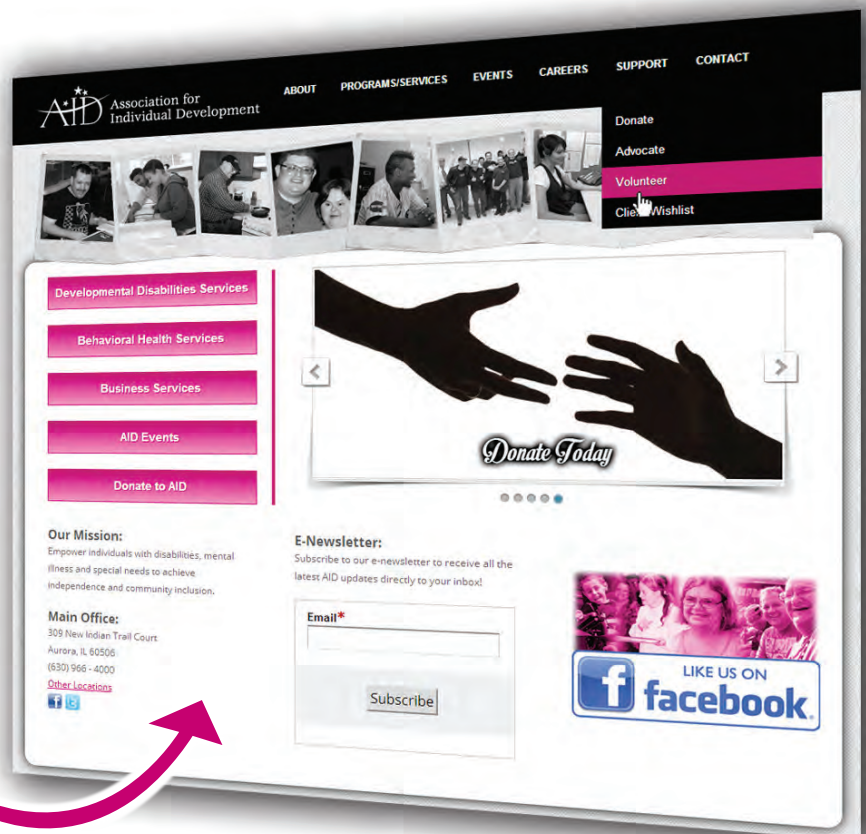 AID
Association for
Individual Development
ABOUT PROGRAMS/SERVICES EVENTS CAREERS SUPPORT CONTACT
Donate
Advocate
Volunteer
Wishlist
Developmental Disabilities Services
Behavioral Health Services
Business Services
AID Events
Donate to AID
Donate Today
Our Mission:
Empower individuals with disabilities, mental
illness and special needs to achieve
independence and community inclusion.
Main Office:
309 New Indian Trail Court
Aurora, IL 60506
(630) 966 - 4000
Other Locations
E-Newsletter:
Subscribe to our e-newsletter to receive all the
latest AID updates directly to your inbox!
Email*
Subscribe
LIKE US ON
facebook